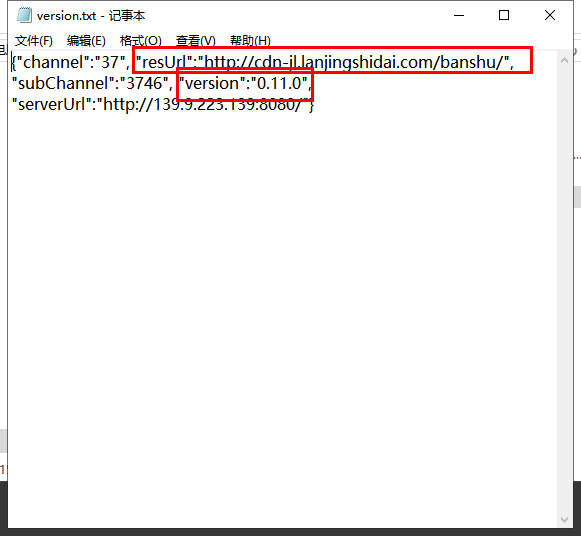 version.txt - 记事本
文件(F) 编辑(E) 格式(O) 查看(V) 帮助(H)
{"channel":"37", "resUrl":"http://cdn-jl.lanjingshidai.com/banshu/",
"subChannel":"3746", "version":"0.11.0",
"serverUrl":"http://139.9.223.139:8080/"}